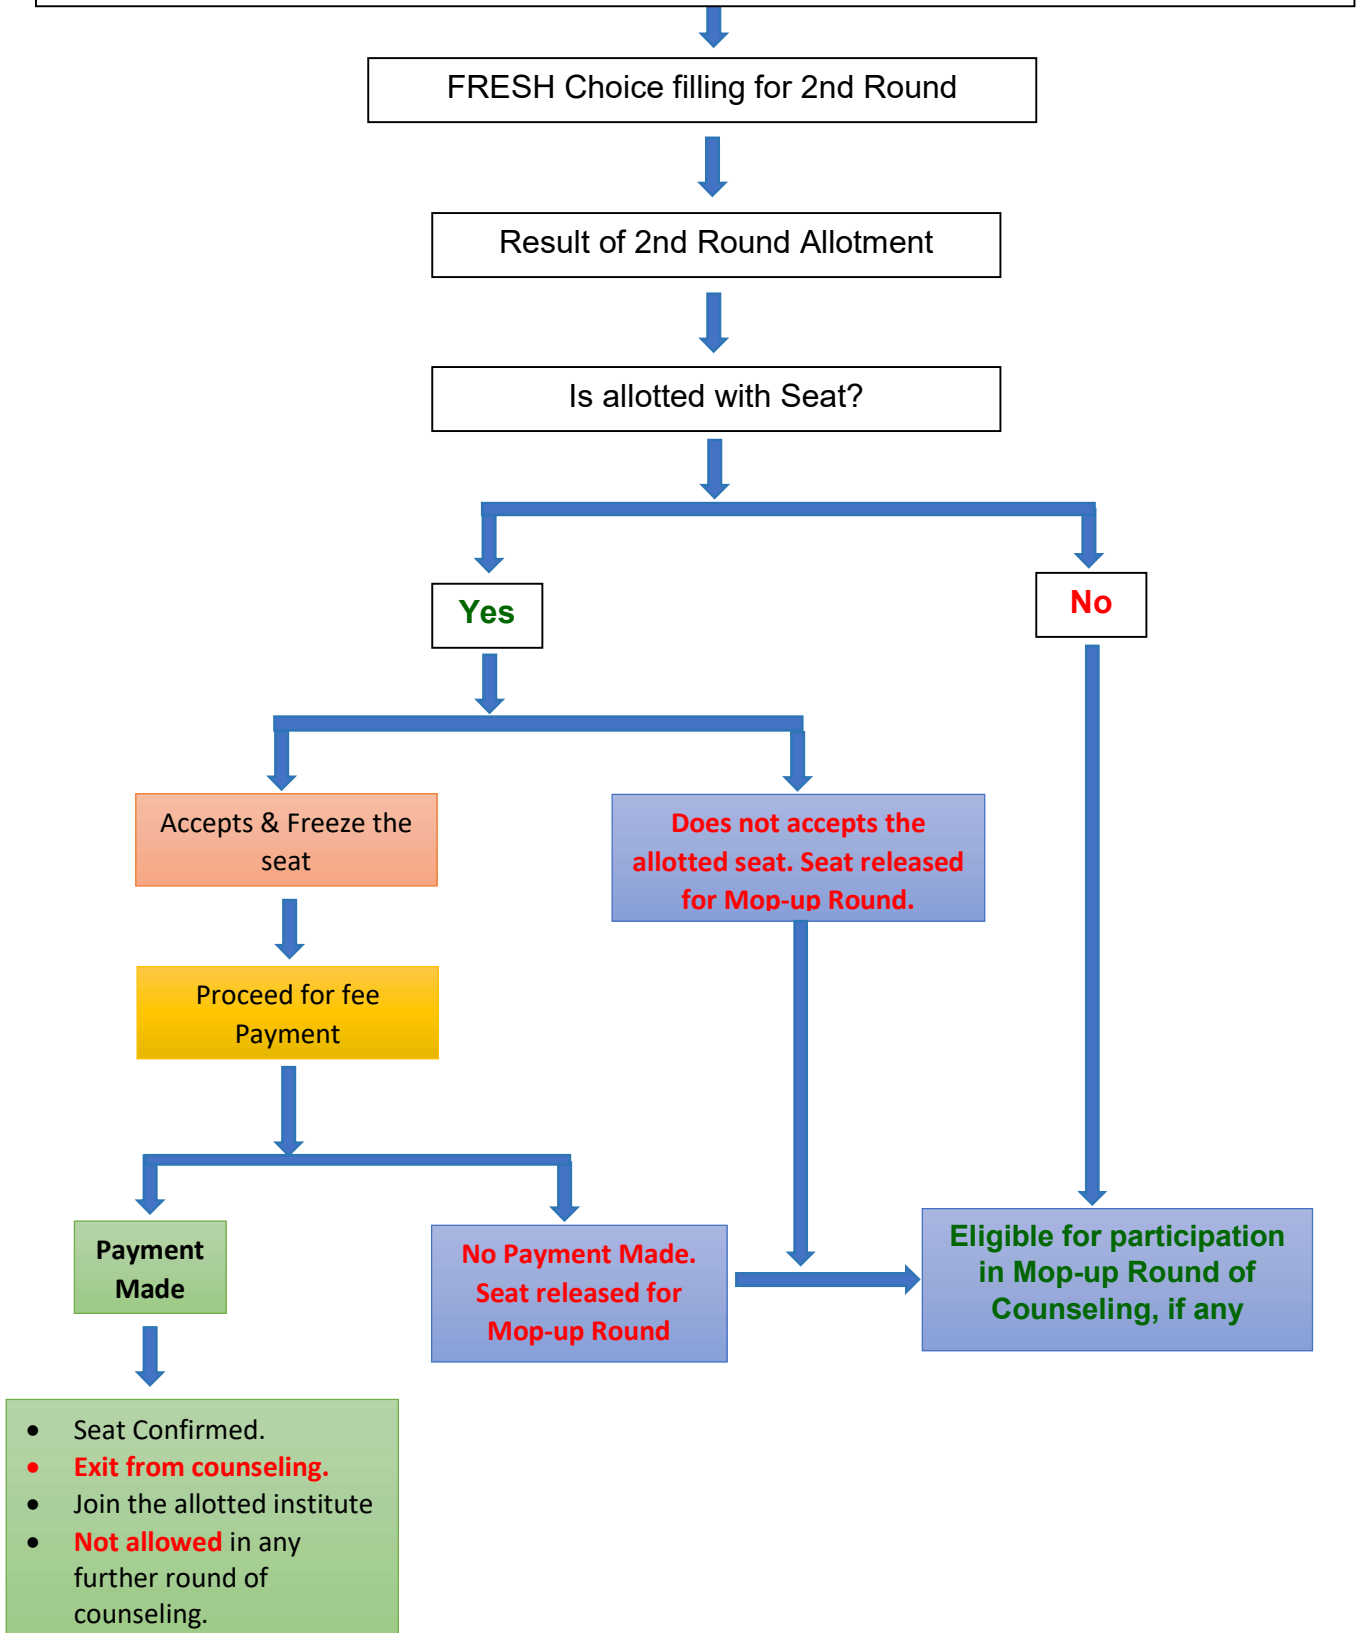 FRESH Choice filling for 2nd Round
Result of 2nd Round Allotment
Is allotted with Seat?
Yes
No
Accepts & Freeze the
seat
Does not accepts the
allotted seat. Seat released
for Mop-up Round.
Proceed for fee
Payment
Payment
Made
No Payment Made.
Seat released for
Mop-up Round
Eligible for participation
in Mop-up Round of
Counseling, if any
• Seat Confirmed.
• Exit from counseling.
• Join the allotted institute
• Not allowed in any
further round of
counseling.